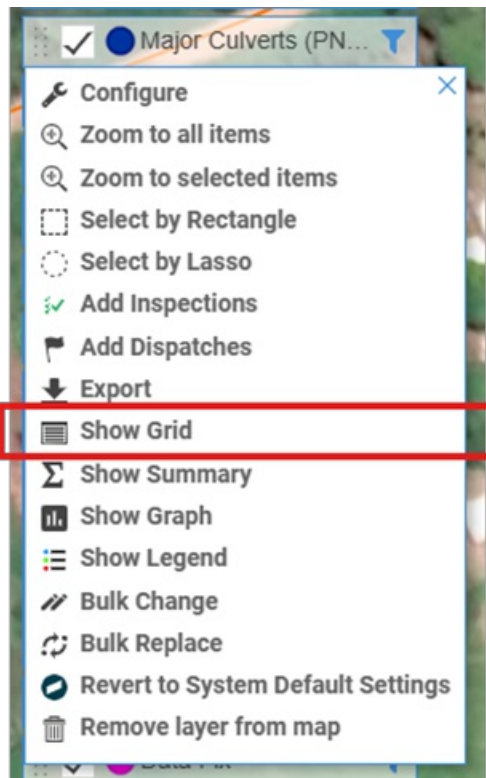 Major Culverts (PN...
Configure
Zoom to all items
Zoom to selected items
Select by Rectangle
Select by Lasso
Add Inspections
Add Dispatches
Export
Show Grid
Show Summary
Show Graph
Show Legend
Bulk Change
Bulk Replace
Revert to System Default Settings
Remove layer from map